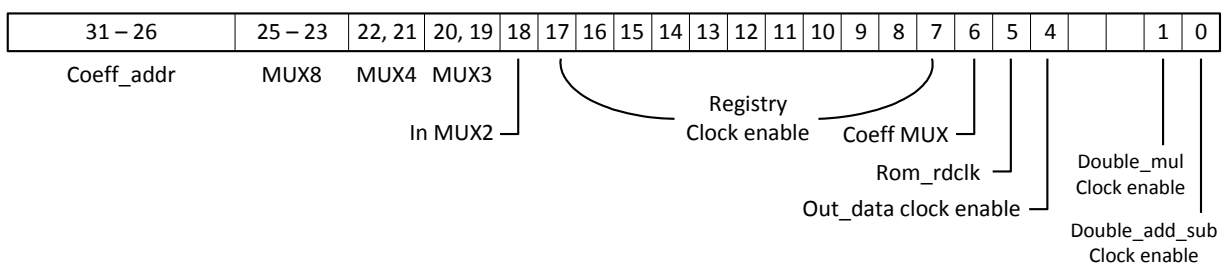 31 – 26 25 – 23 22, 21 20, 19 18 17 16 15 14 13 12 11 10 9 8 7 6 5 4 1 0
Coeff_addr MUX8 MUX4 MUX3
Registry
In MUX2 Clock enable Coeff MUX
Double_mul
Rom_rdclk
Clock enable
Out_data clock enable
Double_add_sub
Clock enable